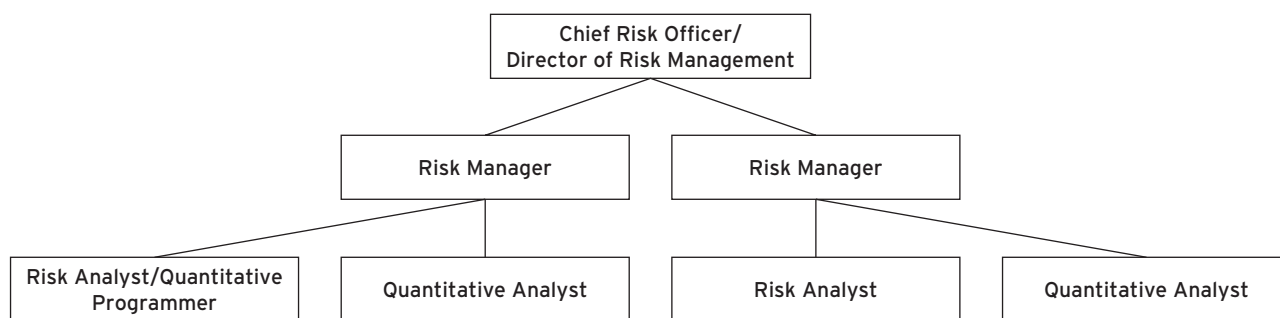 Chief Risk Officer/
Director of Risk Management
Risk Manager
Risk Manager
Risk Analyst/Quantitative
Programmer
Quantitative Analyst
Risk Analyst
Quantitative Analyst